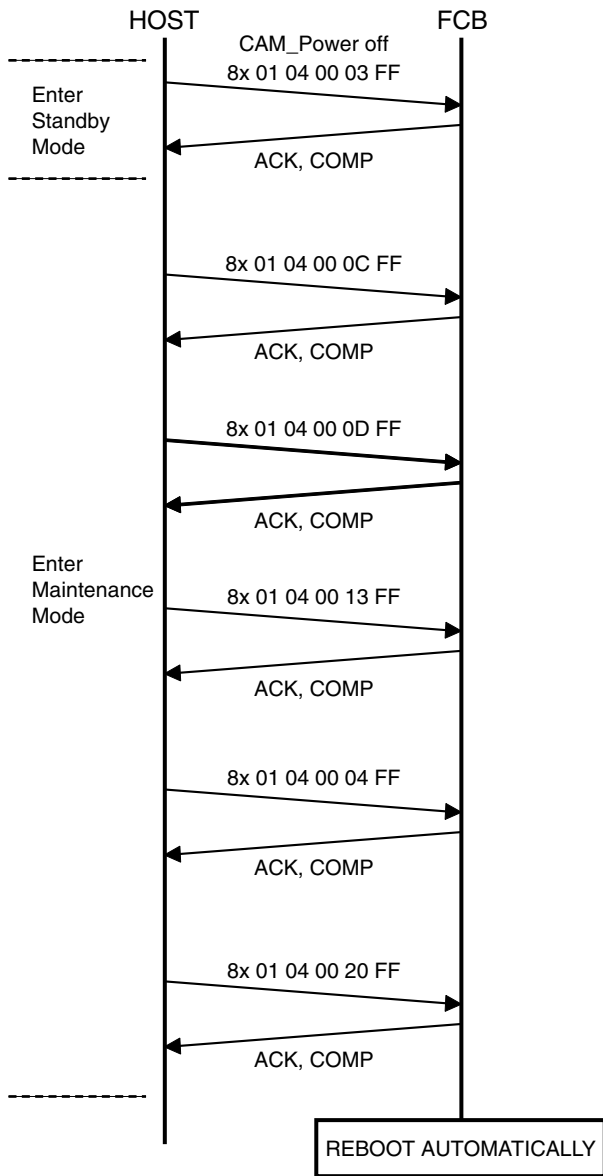 HOST
FCB
CAM_Power off
8x 01 04 00 03 FF
Enter
Standby
Mode
ACK, COMP
8x 01 04 00 0C FF
ACK, COMP
8x 01 04 00 0D FF
ACK, COMP
Enter
Maintenance
Mode
8x 01 04 00 13 FF
ACK, COMP
8x 01 04 00 04 FF
ACK, COMP
8x 01 04 00 20 FF
ACK, COMP
REBOOT AUTOMATICALLY